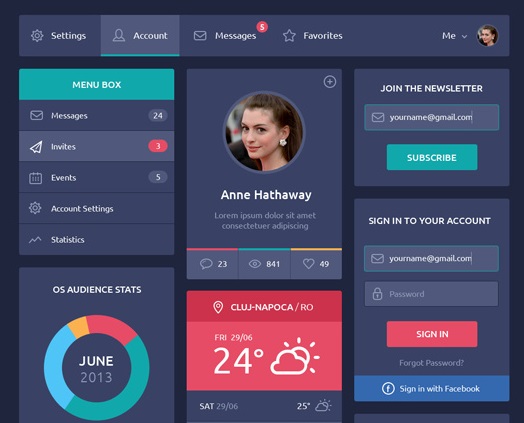 Settings
Account
Messages
5
Favorites
Me
MENU BOX
Messages
24
Invites
3
Events
5
Account Settings
Statistics
OS AUDIENCE STATS
JUNE
2013
Anne Hathaway
Lorem ipsum dolor sit amet
consectetuer adipiscing
23
841
49
CLUJ-NAPOCA / RO
FRI 29/06
24°
SAT 29/06
25°
JOIN THE NEWSLETTER
yourname@gmail.com
SUBSCRIBE
SIGN IN TO YOUR ACCOUNT
yourname@gmail.com
Password
SIGN IN
Forgot Password?
f
Sign in with Facebook